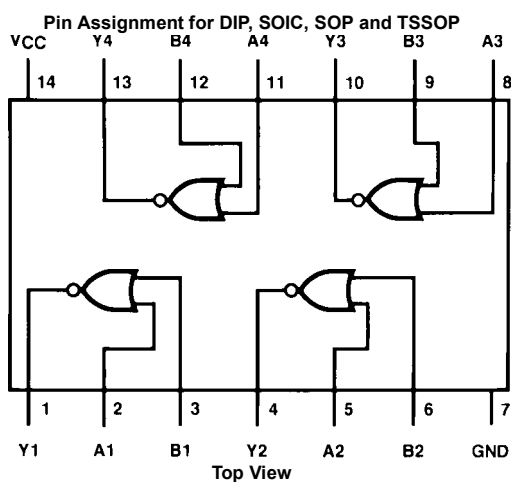 Pin Assignment for DIP, SOIC, SOP and TSSOP
VCC Y4 B4 A4 Y3 B3 A3
14 13 12 11 10 9 8
1 2 3 4 5 6 7
Y1 A1 B1 Y2 A2 B2 GND
Top View